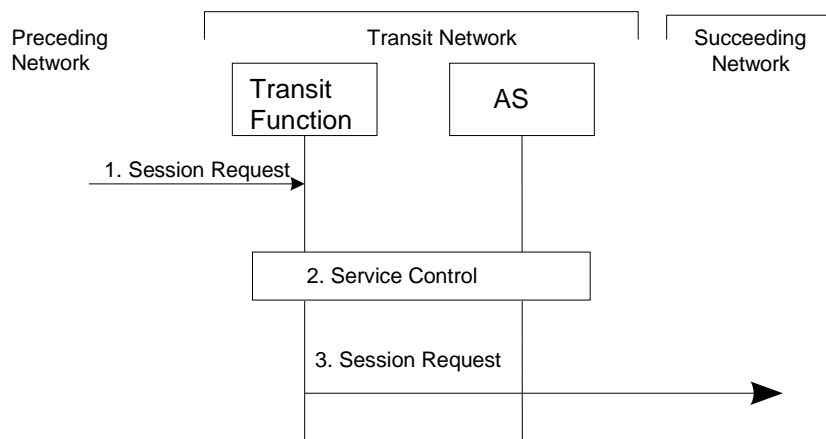 Preceding
Network
Transit Network
Succeeding
Network
Transit
Function
AS
1. Session Request
2. Service Control
3. Session Request